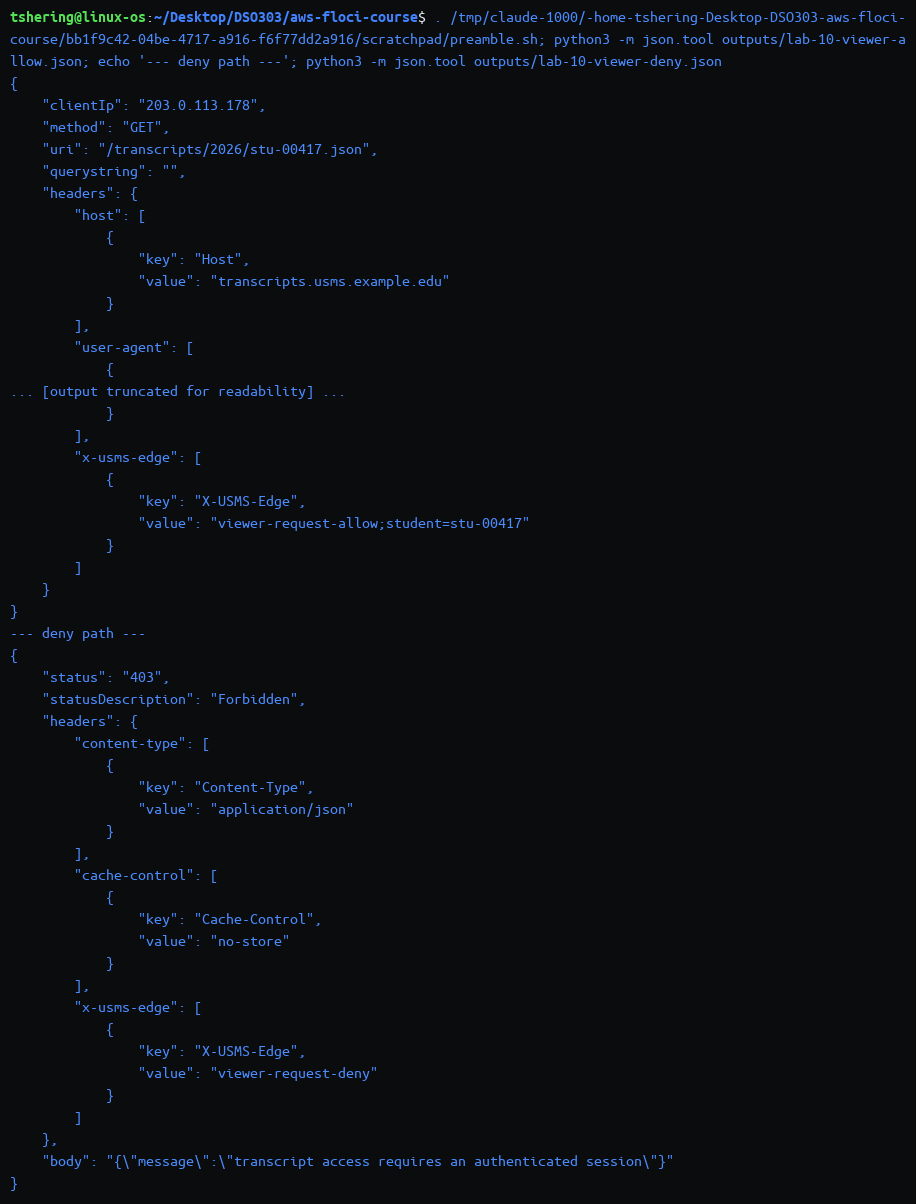 tshering@linux-os:~/Desktop/DSO303/aws-floci-course$ . /tmp/claude-1000/-home-tshering-Desktop-DSO303-aws-floci-
course/bb1f9c42-04be-4717-a916-f6f77dd2a916/scratchpad/preamble.sh; python3 -m json.tool outputs/lab-10-viewer-a
llow.json; echo '--- deny path ---'; python3 -m json.tool outputs/lab-10-viewer-deny.json
{
    "clientIp": "203.0.113.178",
    "method": "GET",
    "uri": "/transcripts/2026/stu-00417.json",
    "querystring": "",
    "headers": {
        "host": [
            {
                "key": "Host",
                "value": "transcripts.usms.example.edu"
            }
        ],
        "user-agent": [
            {
... [output truncated for readability] ...
            }
        ],
        "x-usms-edge": [
            {
                "key": "X-USMS-Edge",
                "value": "viewer-request-allow;student=stu-00417"
            }
        ]
    }
}
--- deny path ---
{
    "status": "403",
    "statusDescription": "Forbidden",
    "headers": {
        "content-type": [
            {
                "key": "Content-Type",
                "value": "application/json"
            }
        ],
        "cache-control": [
            {
                "key": "Cache-Control",
                "value": "no-store"
            }
        ],
        "x-usms-edge": [
            {
                "key": "X-USMS-Edge",
                "value": "viewer-request-deny"
            }
        ]
    },
    "body": "{\"message\":\"transcript access requires an authenticated session\"}"
}